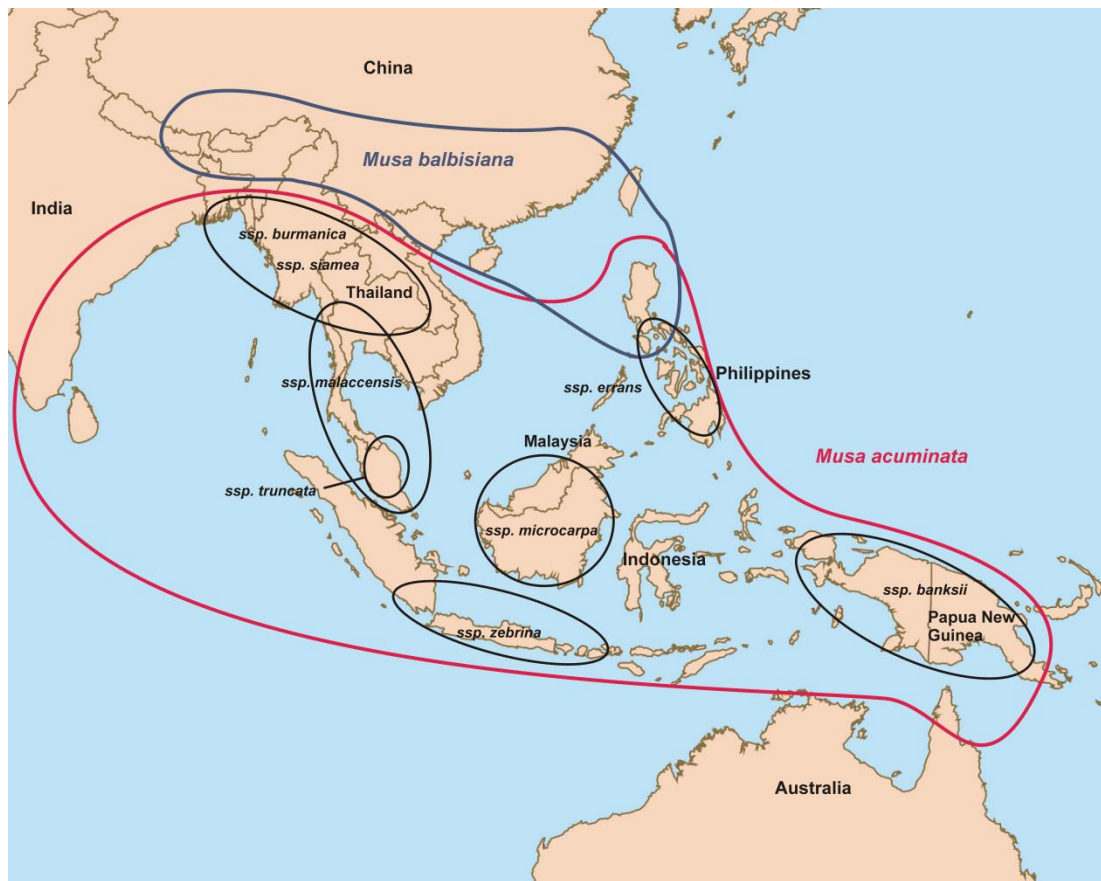 China
Musa balbisiana
India
ssp. burmanica
ssp. siamea
Thailand
ssp. malaccensis
ssp. errans
Philippines
Malaysia
Musa acuminata
ssp. truncata
ssp. microcarpa
Indonesia
ssp. banksii
Papua New
Guinea
ssp. zebrina
Australia